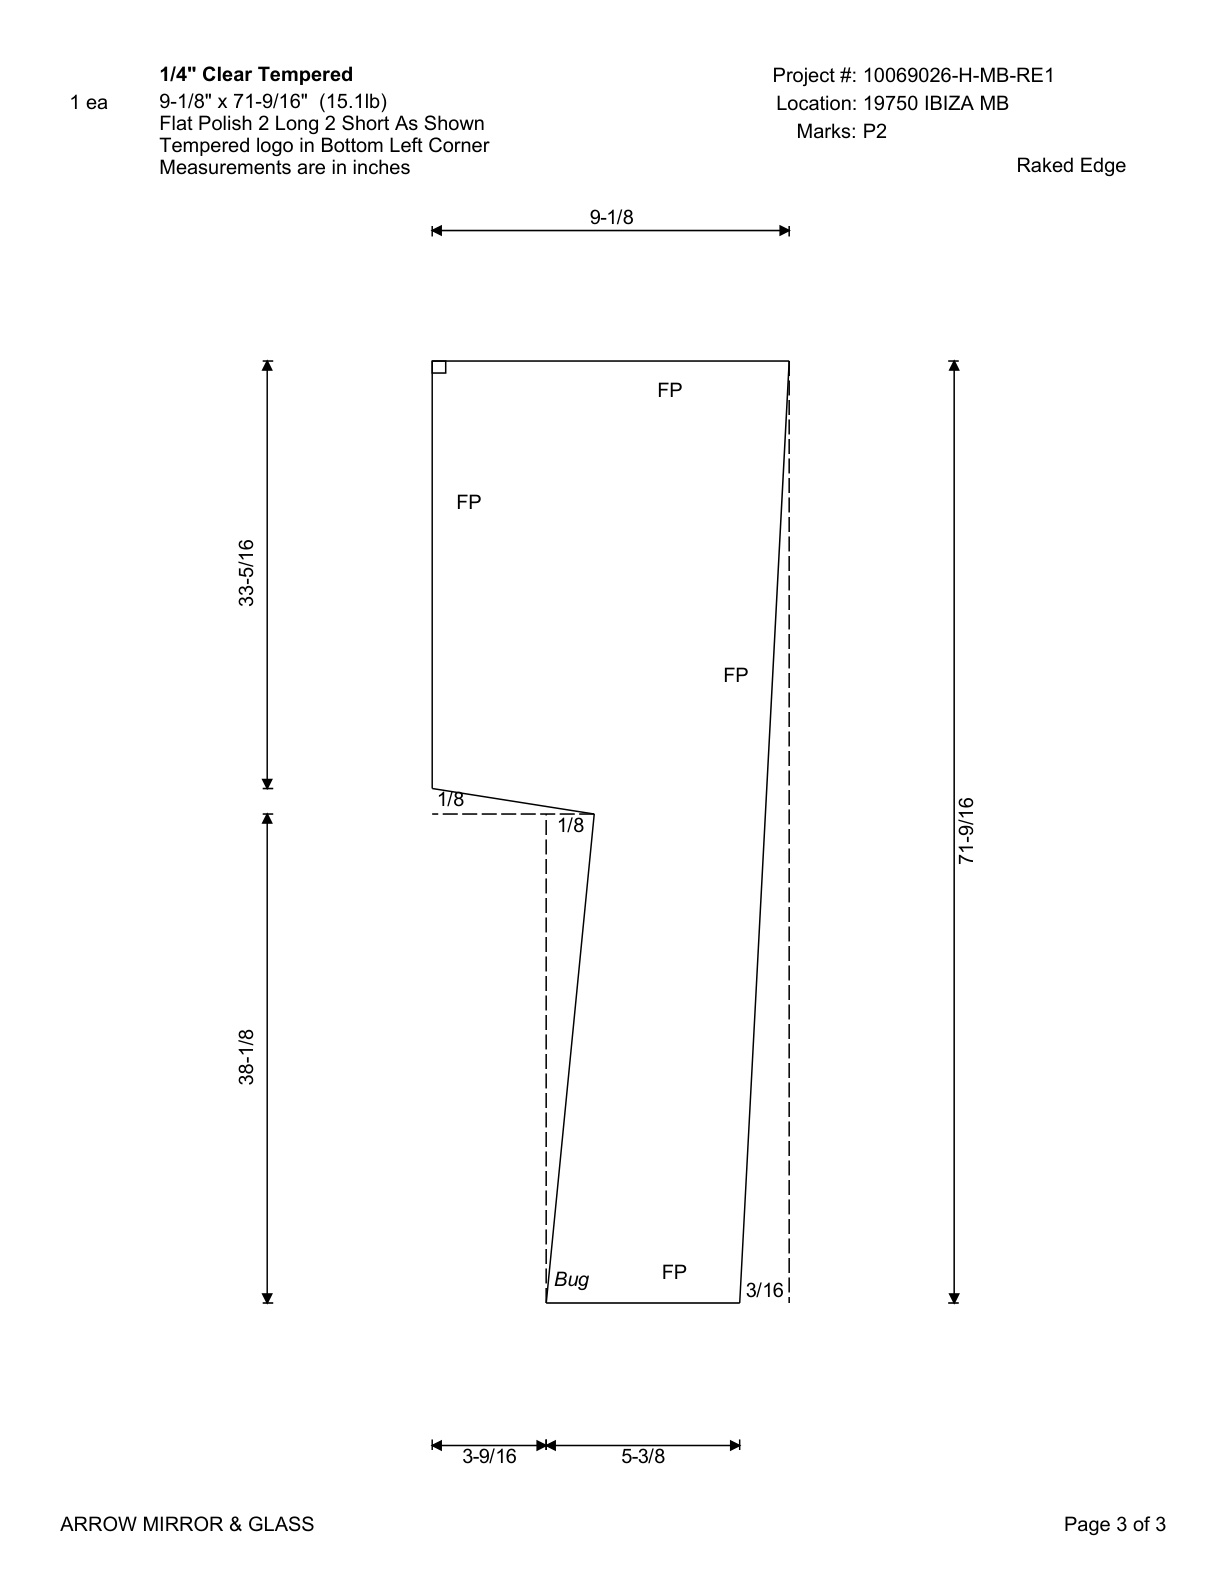 1/4" Clear Tempered
1 ea
9-1/8" x 71-9/16" (15.1lb)
Flat Polish 2 Long 2 Short As Shown
Tempered logo in Bottom Left Corner
Measurements are in inches
Project #: 10069026-H-MB-RE1
Location: 19750 IBIZA MB
Marks: P2
Raked Edge
9-1/8
FP
FP
33-5/16
FP
1/8
1/8
71-9/16
38-1/8
Bug
FP
3/16
3-9/16
5-3/8
ARROW MIRROR & GLASS
Page 3 of 3